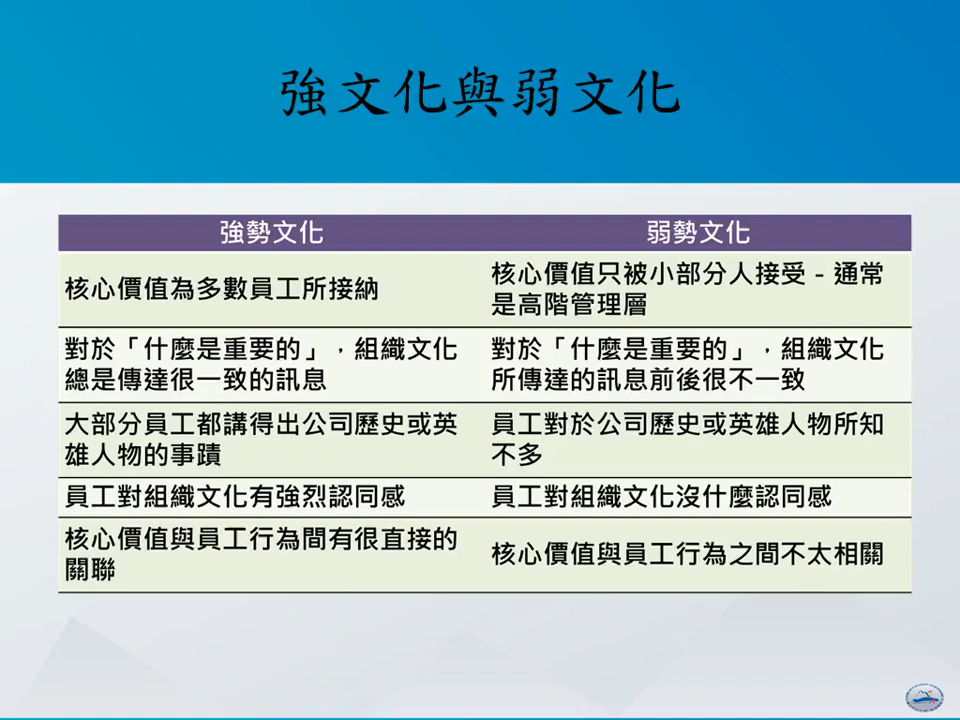 強文化與弱文化
強勢文化
弱勢文化
核心價值為多數員工所接納
核心價值只被小部分人接受－通常
是高階管理層
對於「什麼是重要的」，組織文化
總是傳達很一致的訊息
對於「什麼是重要的」，組織文化
所傳達的訊息前後很不一致
大部分員工都講得出公司歷史或英
雄人物的事蹟
員工對於公司歷史或英雄人物所知
不多
員工對組織文化有強烈認同感
員工對組織文化沒什麼認同感
核心價值與員工行為間有很直接的
關聯
核心價值與員工行為之間不太相關